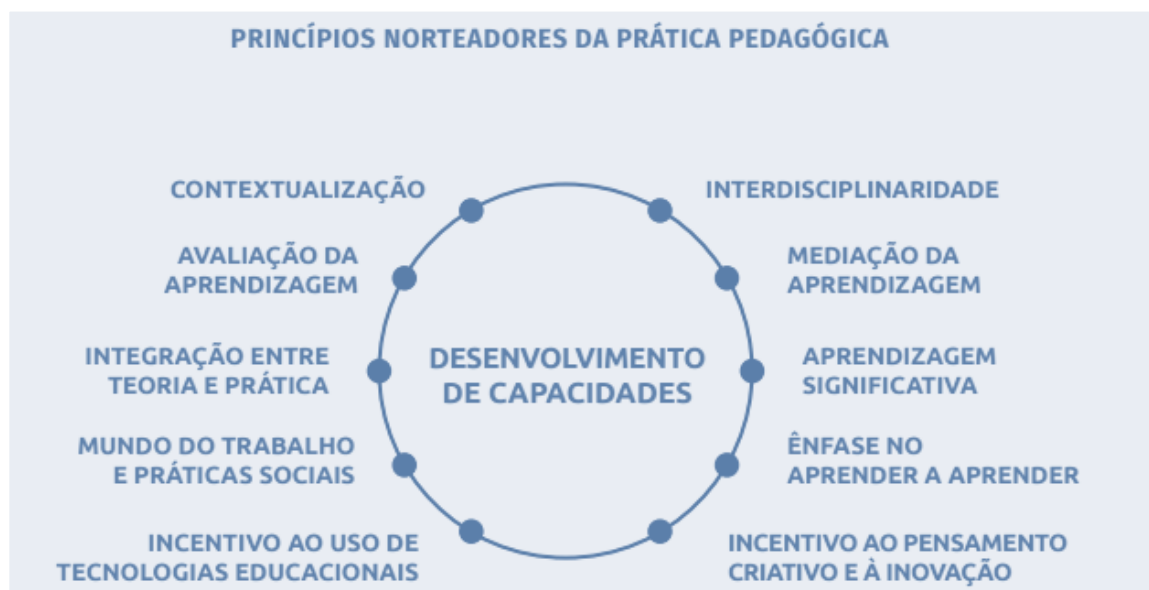 PRINCÍPIOS NORTEADORES DA PRÁTICA PEDAGÓGICA
CONTEXTUALIZAÇÃO
INTERDISCIPLINARIDADE
AVALIAÇÃO DA
APRENDIZAGEM
MEDIAÇÃO DA
APRENDIZAGEM
INTEGRAÇÃO ENTRE
TEORIA E PRÁTICA
DESENVOLVIMENTO
DE CAPACIDADES
APRENDIZAGEM
SIGNIFICATIVA
MUNDO DO TRABALHO
E PRÁTICAS SOCIAIS
ÊNFASE NO
APRENDER A APRENDER
INCENTIVO AO USO DE
TECNOLOGIAS EDUCACIONAIS
INCENTIVO AO PENSAMENTO
CRIATIVO E À INOVAÇÃO